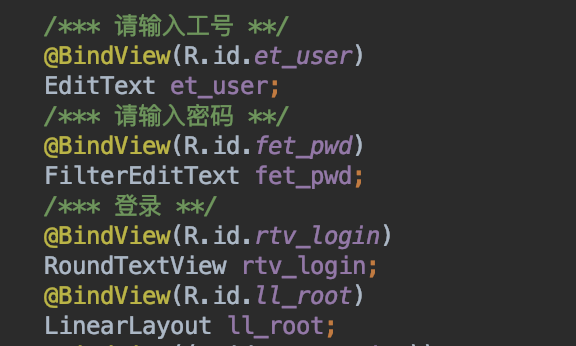 /*** 请输入工号 **/
@BindView(R.id.et_user)
EditText et_user;
/*** 请输入密码 **/
@BindView(R.id.fet_pwd)
FilterEditText fet_pwd;
/*** 登录 **/
@BindView(R.id.rtv_login)
RoundTextView rtv_login;
@BindView(R.id.ll_root)
LinearLayout ll_root;